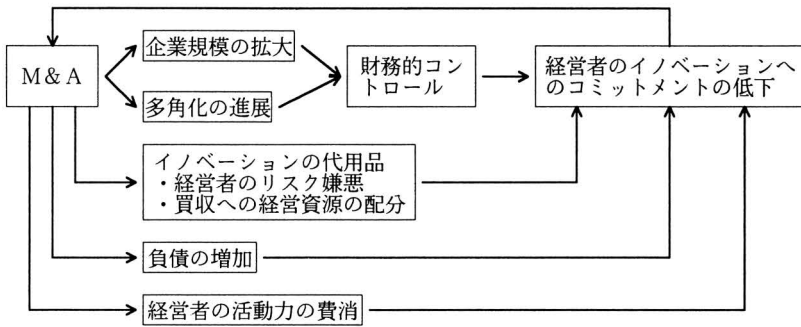 M&A
企業規模の拡大
多角化の進展
財務的コン
トロール
経営者のイノベーションへ
のコミットメントの低下
イノベーションの代用品
・経営者のリスク嫌悪
・買収への経営資源の配分
負債の増加
経営者の活動力の費消